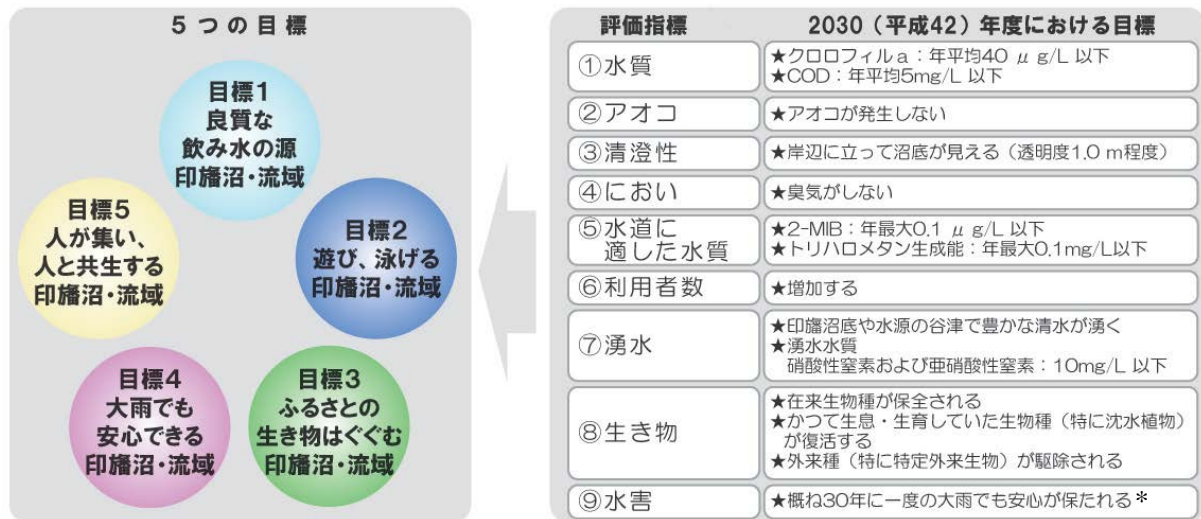 5つの目標
目標1
良質な
飲み水の源
印旛沼・流域
目標2
遊び、泳げる
印旛沼・流域
目標3
ふるさとの
生き物はぐくむ
印旛沼・流域
目標4
大雨でも
安心できる
印旛沼・流域
目標5
人が集い、
人と共生する
印旛沼・流域
評価指標 2030（平成42）年度における目標
①水質
★クロロフィルa：年平均40 μg/L 以下
★COD：年平均5mg/L 以下
②アオコ
★アオコが発生しない
③清澄性
★岸辺に立って沼底が見える（透明度1.0 m程度）
④におい
★臭気がしない
⑤水道に
適した水質
★2-MIB：年最大0.1 μg/L 以下
★トリハロメタン生成能：年最大0.1mg/L以下
⑥利用者数
★増加する
⑦湧水
★印旛沼底や水源の谷津で豊かな清水が湧く
★湧水水質
硝酸性窒素および亜硝酸性窒素：10mg/L 以下
⑧生き物
★在来生物種が保全される
★かつて生息・生育していた生物種（特に沈水植物）
が復活する
★外来種（特に特定外来生物）が駆除される
⑨水害
★概ね30年に一度の大雨でも安心が保たれる*